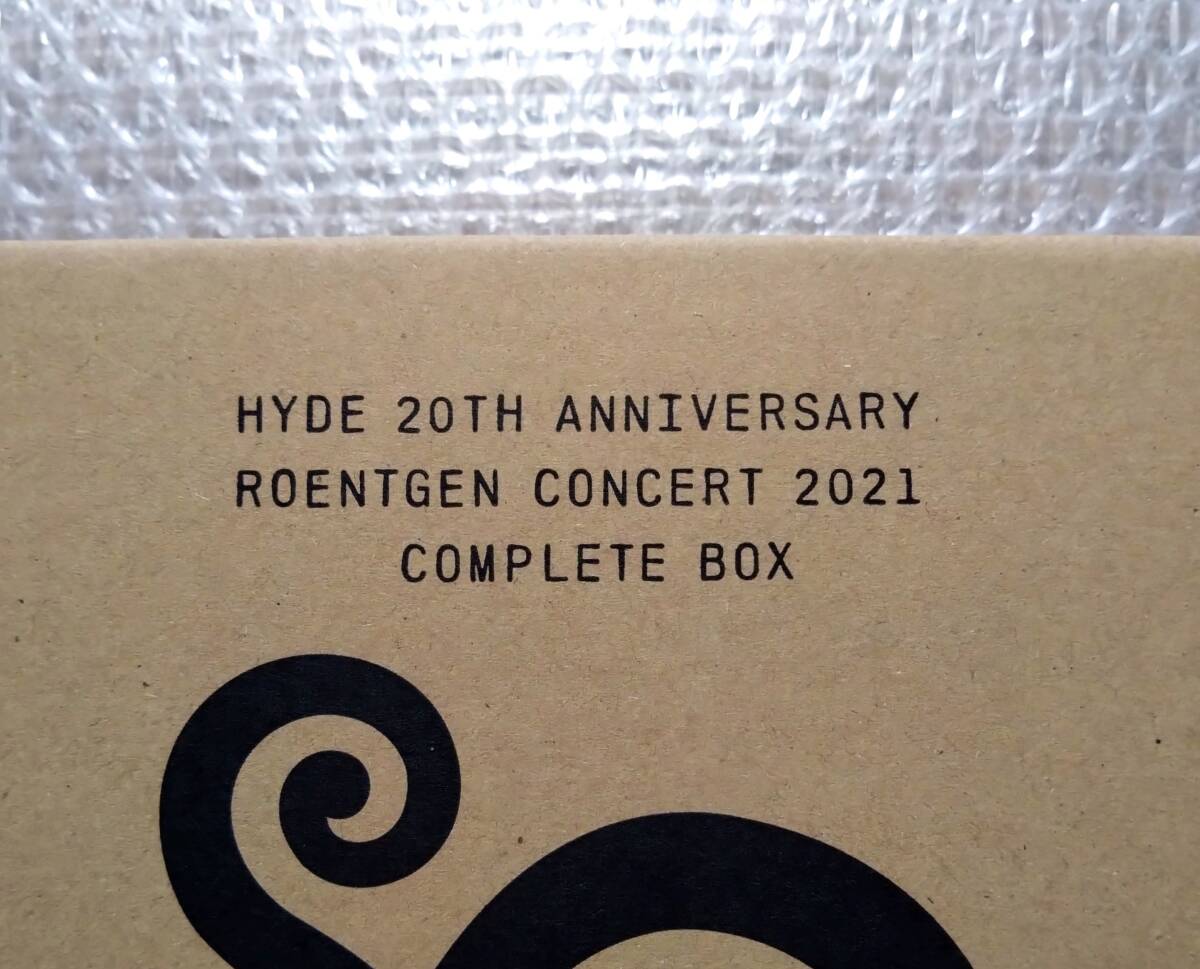 HYDE 20TH ANNIVERSARY
ROENTGEN CONCERT 2021
COMPLETE BOX